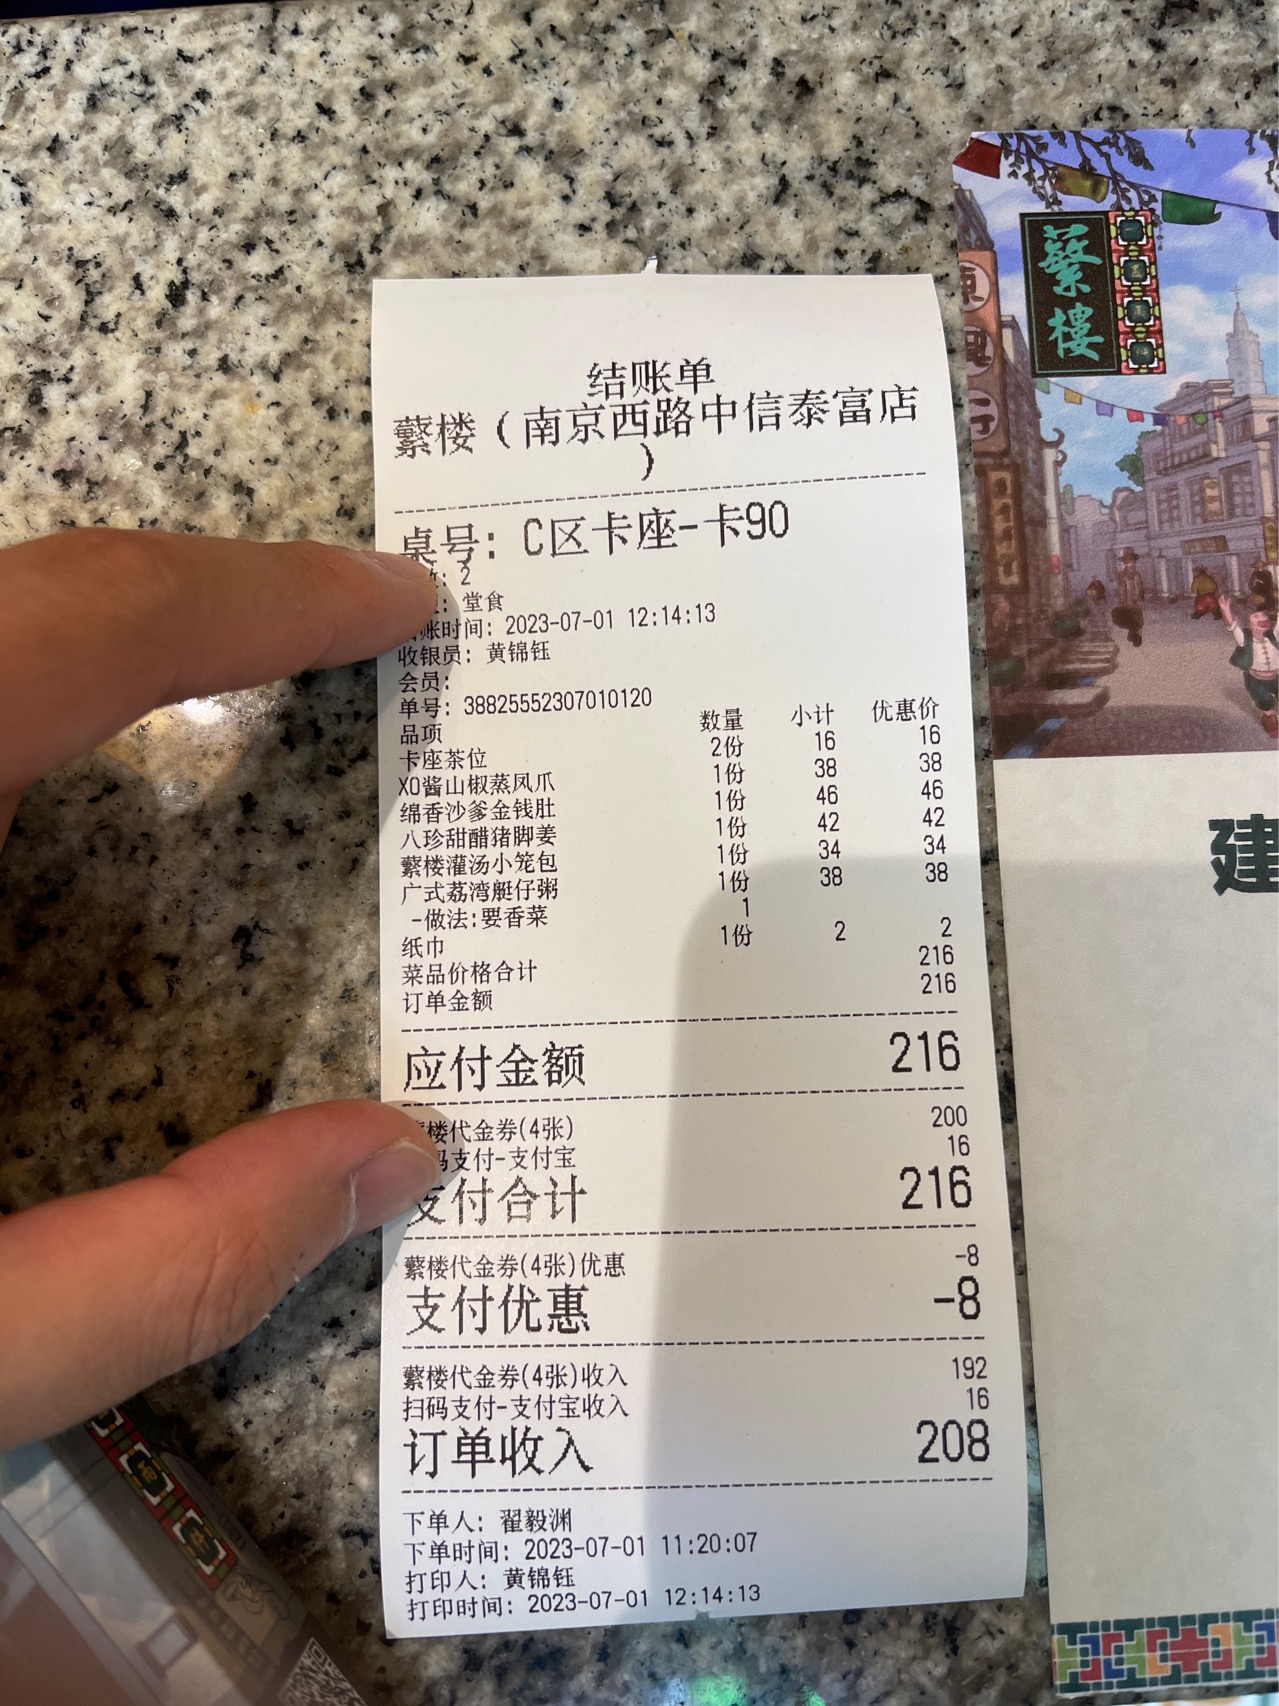 结账单
蘩楼（南京西路中信泰富店
）
桌号：C区卡座-卡90
：2
：堂食
账时间：2023-07-01 12:14:13
收银员：黄锦钰
会员：
单号：38825552307010120
品项 数量 小计 优惠价
卡座茶位 2份 16 16
XO酱山椒蒸凤爪 1份 38 38
绵香沙爹金钱肚 1份 46 46
八珍甜醋猪脚姜 1份 42 42
蘩楼灌汤小笼包 1份 34 34
广式荔湾艇仔粥 1份 38 38
-做法:要香菜 1
纸巾 1份 2 2
菜品价格合计 216
订单金额 216
应付金额 216
楼代金券(4张) 200
码支付-支付宝 16
支付合计 216
蘩楼代金券(4张)优惠 -8
支付优惠 -8
蘩楼代金券(4张)收入 192
扫码支付-支付宝收入 16
订单收入 208
下单人：翟毅渊
下单时间：2023-07-01 11:20:07
打印人：黄锦钰
打印时间：2023-07-01 12:14:13
蘩樓
建